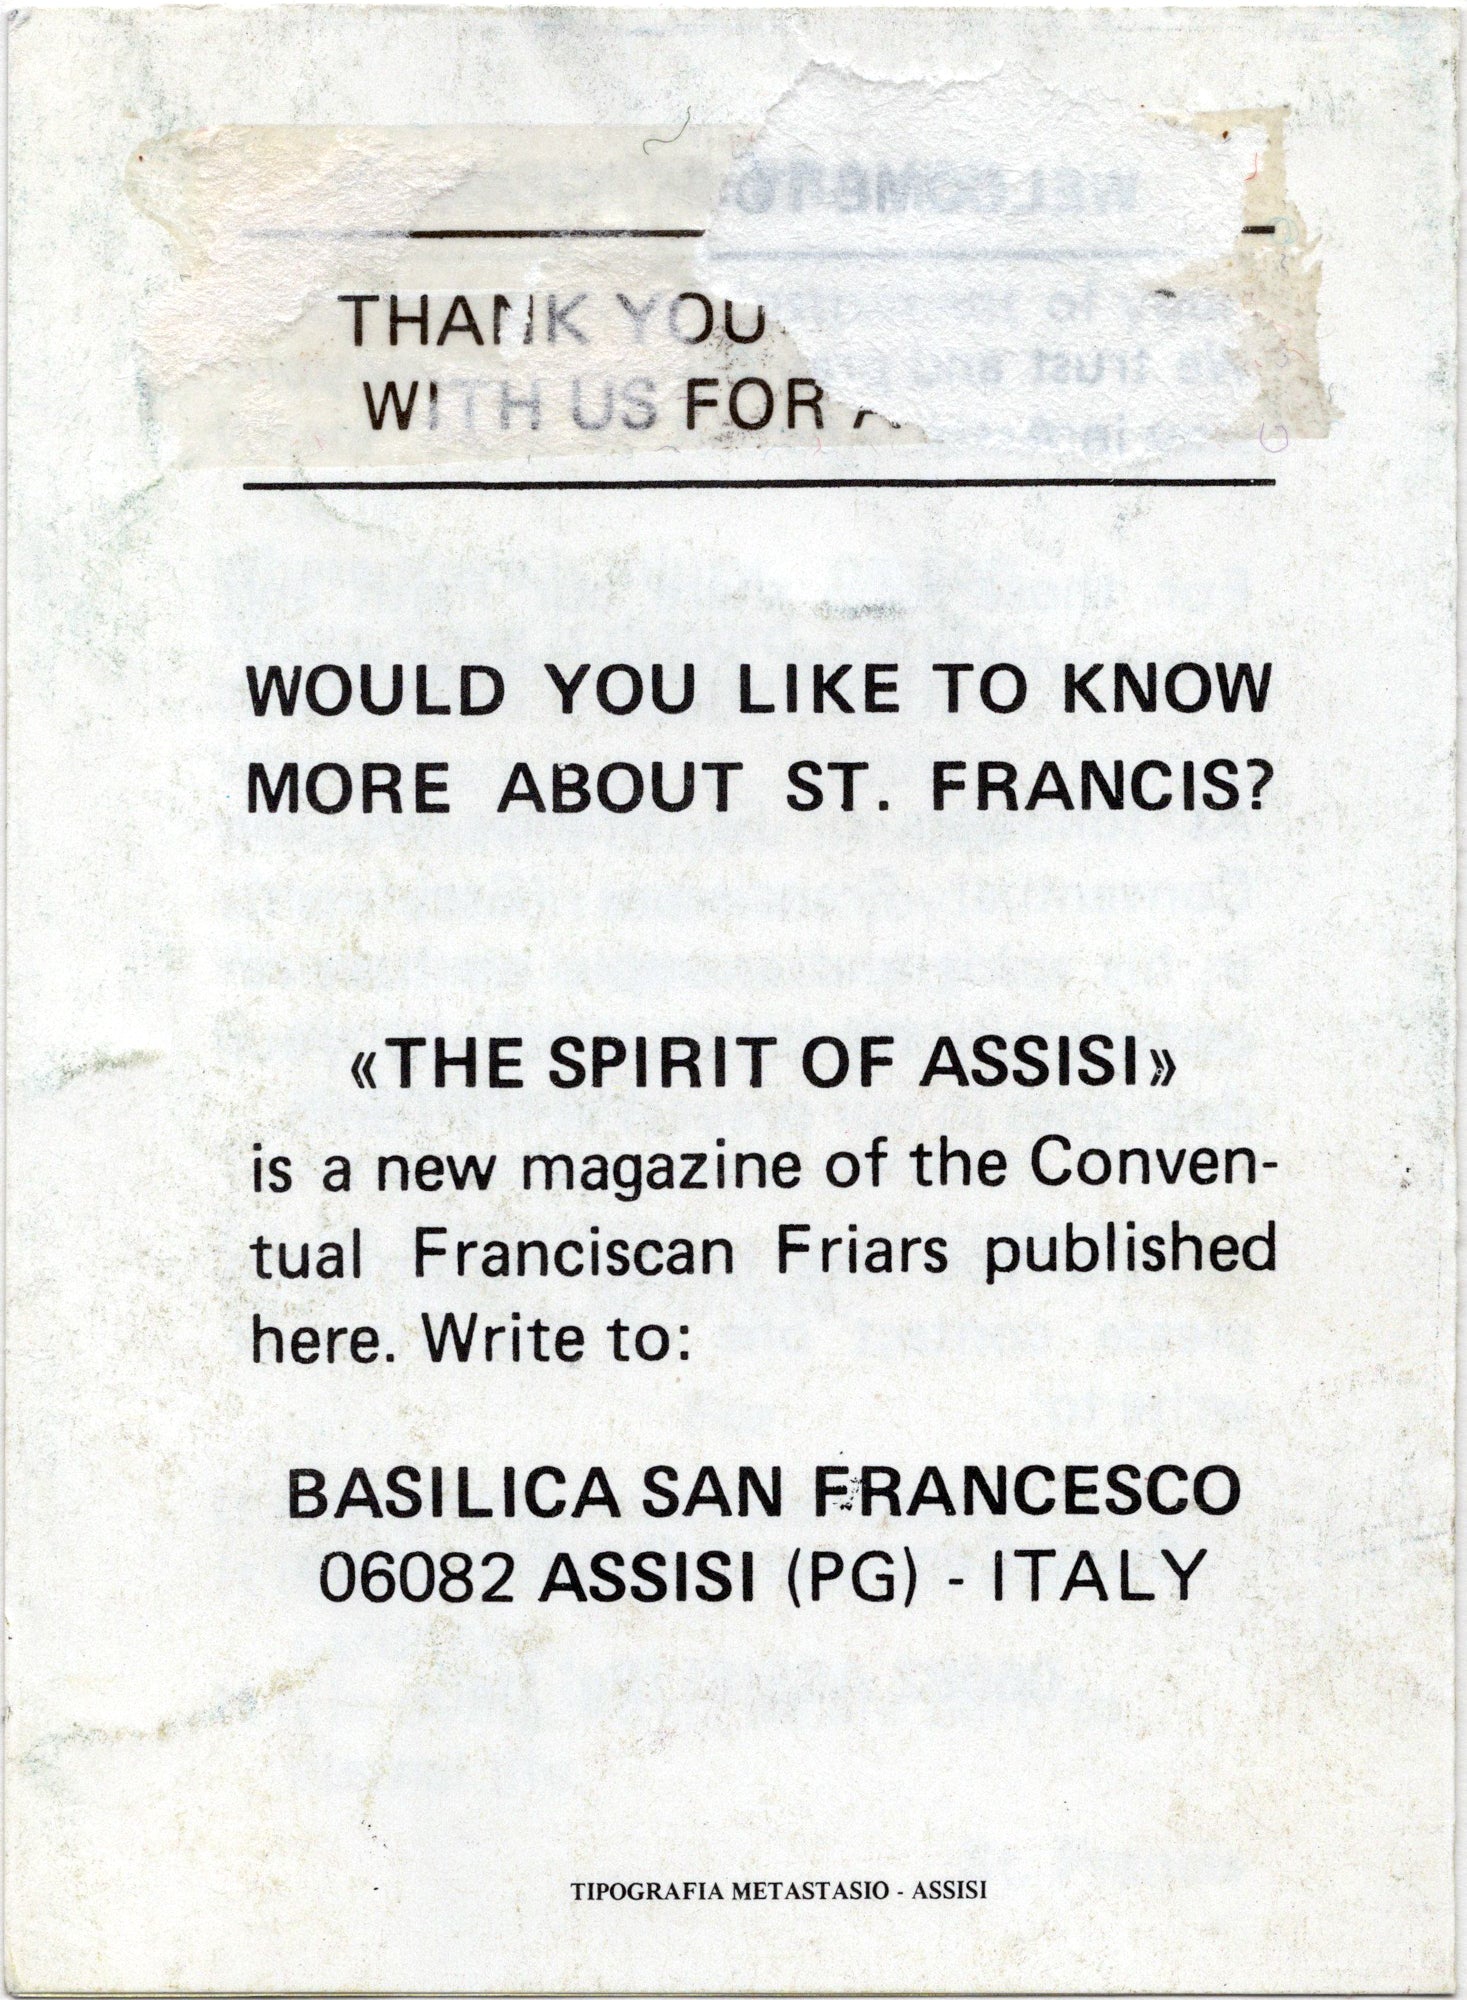 THANK YOU
WITH US FOR
WOULD YOU LIKE TO KNOW
MORE ABOUT ST. FRANCIS?
«THE SPIRIT OF ASSISI»
is a new magazine of the Conven-
tual Franciscan Friars published
here. Write to:
BASILICA SAN FRANCESCO
06082 ASSISI (PG) - ITALY
TIPOGRAFIA METASTASIO - ASSISI